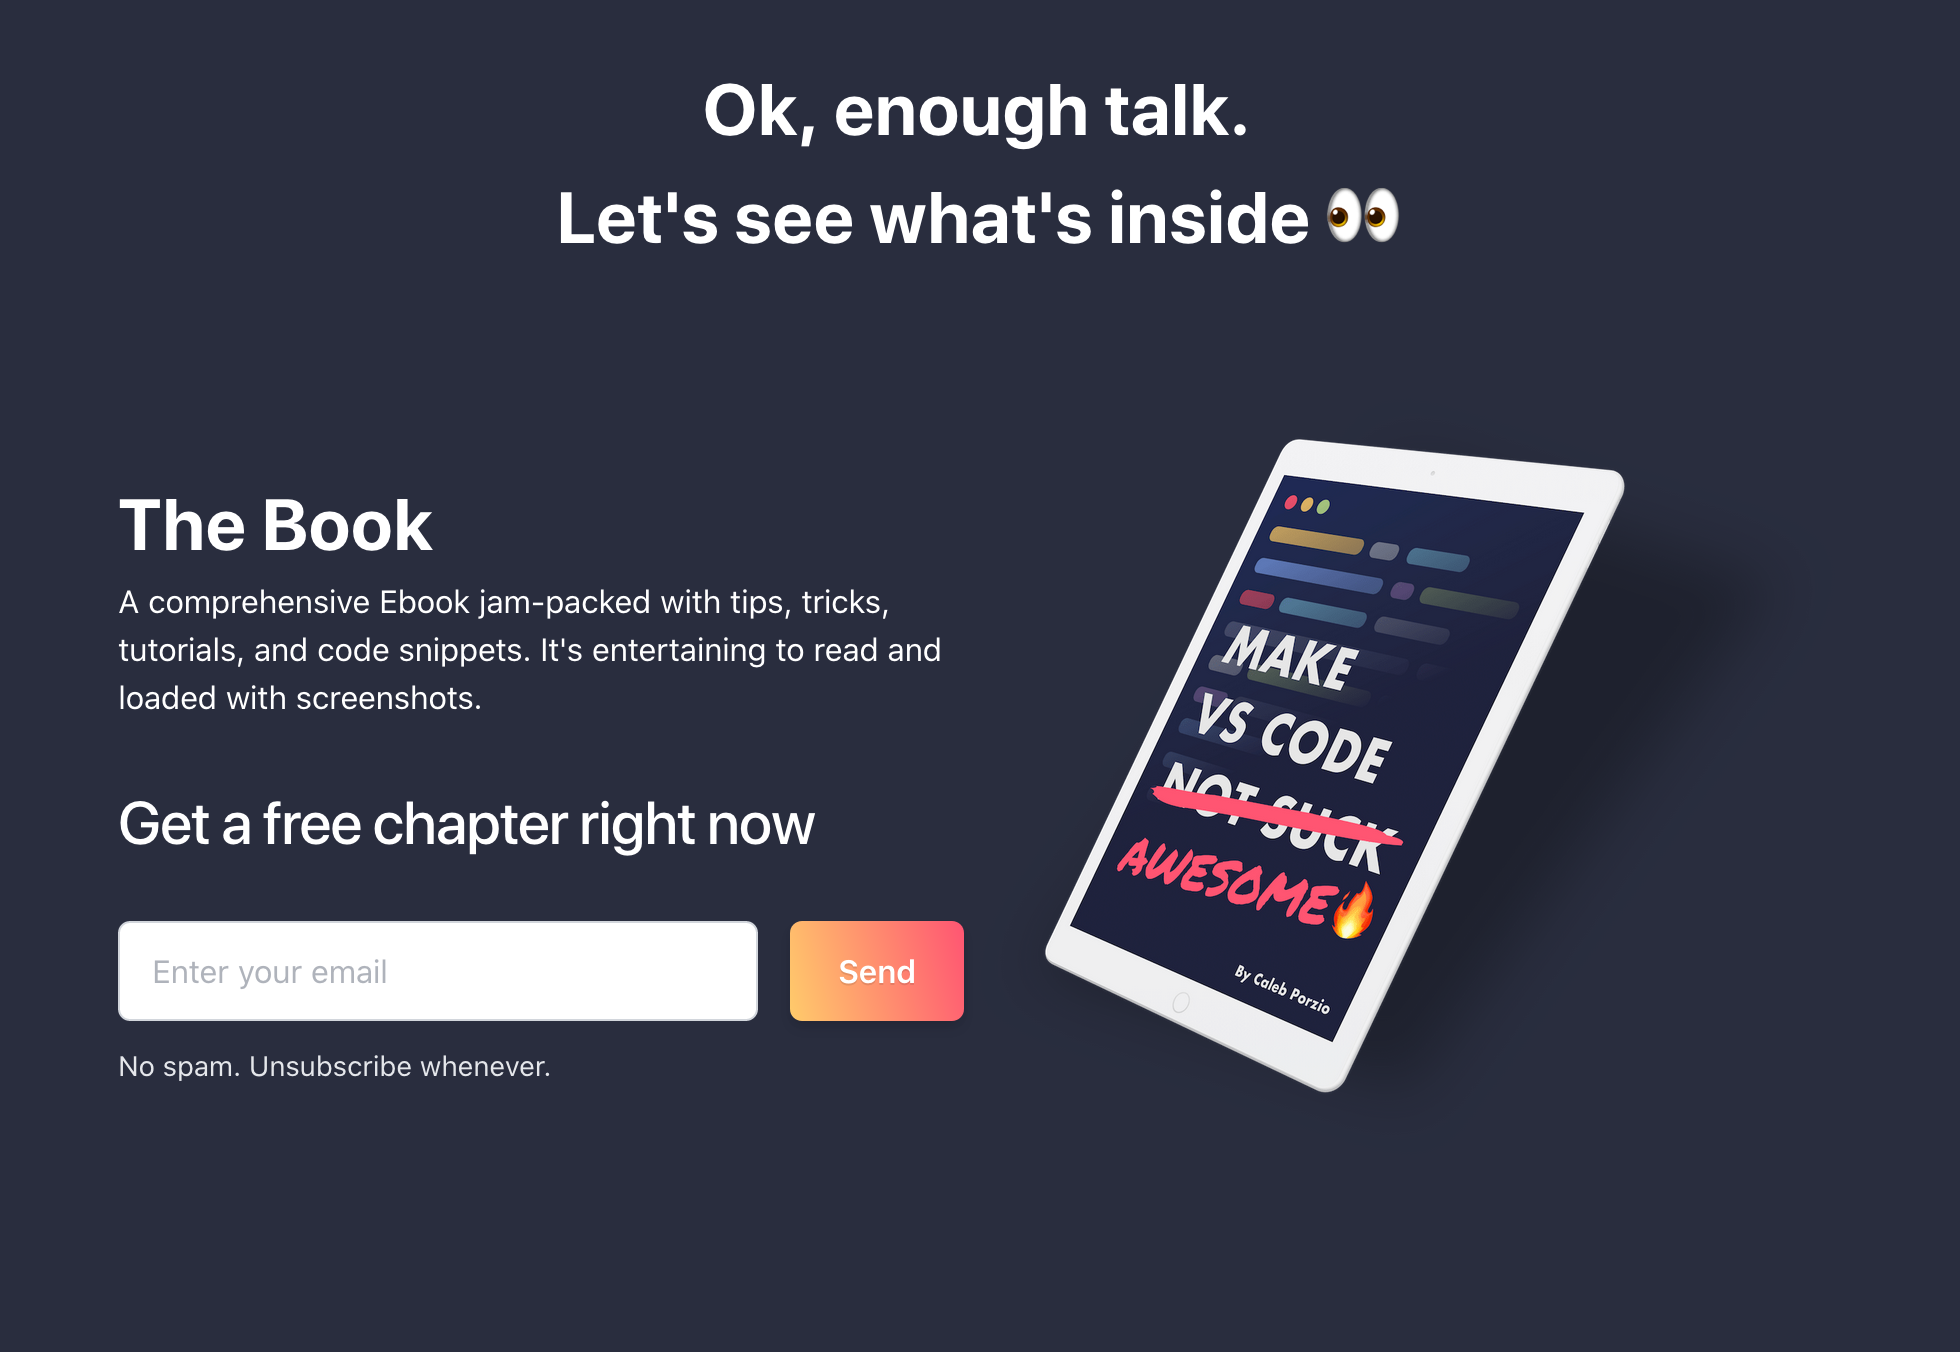 Ok, enough talk.
Let's see what's inside 👀
The Book
A comprehensive Ebook jam-packed with tips, tricks,
tutorials, and code snippets. It's entertaining to read and
loaded with screenshots.
Get a free chapter right now
Enter your email
Send
No spam. Unsubscribe whenever.
MAKE
VS CODE
NOT SUCK
AWESOME🔥
By Caleb Porzio